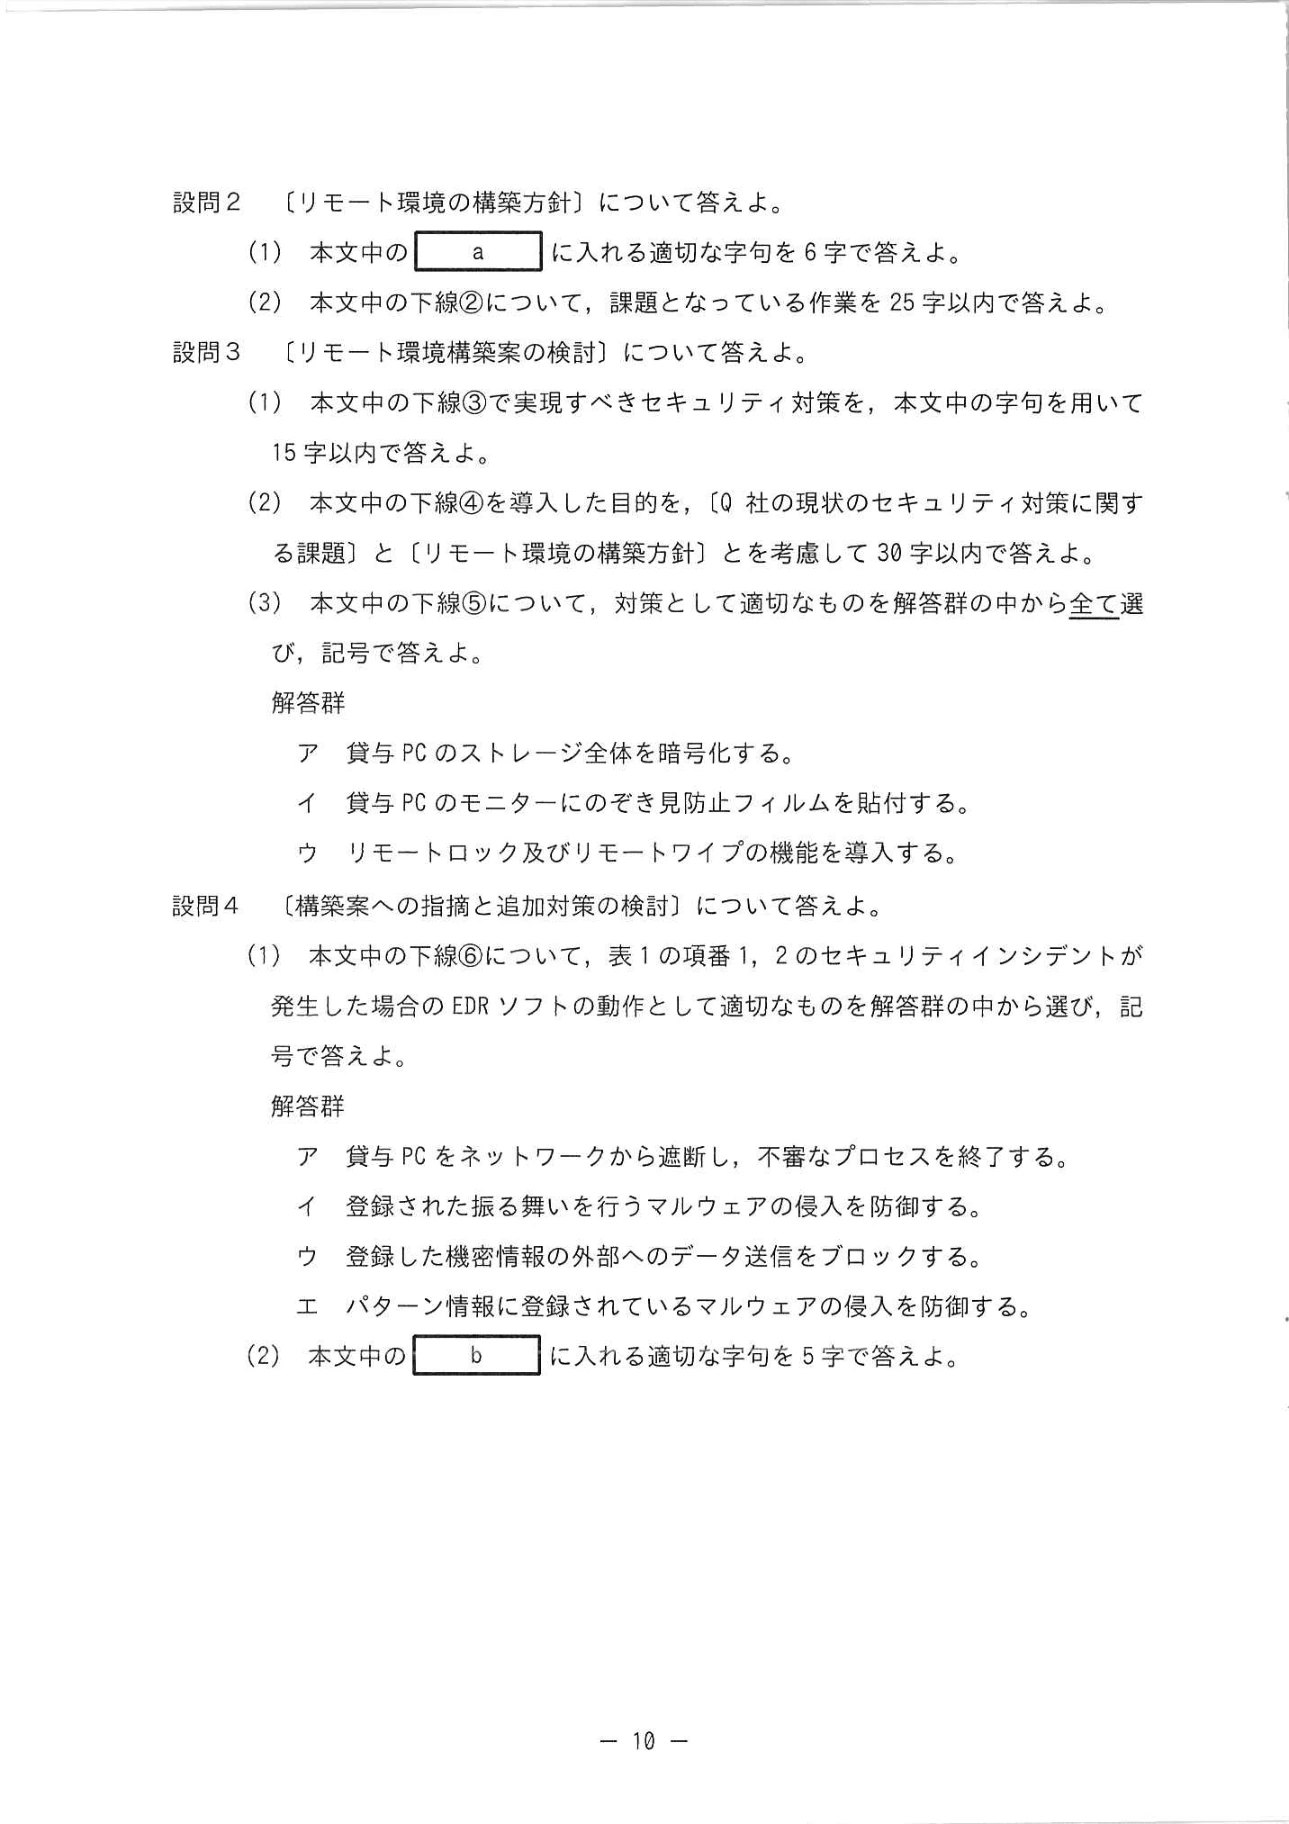 設問2　〔リモート環境の構築方針〕について答えよ。
(1)　本文中の a に入れる適切な字句を6字で答えよ。
(2)　本文中の下線②について，課題となっている作業を25字以内で答えよ。
設問3　〔リモート環境構築案の検討〕について答えよ。
(1)　本文中の下線③で実現すべきセキュリティ対策を，本文中の字句を用いて
15字以内で答えよ。
(2)　本文中の下線④を導入した目的を，〔Q社の現状のセキュリティ対策に関す
る課題〕と〔リモート環境の構築方針〕とを考慮して30字以内で答えよ。
(3)　本文中の下線⑤について，対策として適切なものを解答群の中から全て選
び，記号で答えよ。
解答群
ア　貸与PCのストレージ全体を暗号化する。
イ　貸与PCのモニターにのぞき見防止フィルムを貼付する。
ウ　リモートロック及びリモートワイプの機能を導入する。
設問4　〔構築案への指摘と追加対策の検討〕について答えよ。
(1)　本文中の下線⑥について，表1の項番1，2のセキュリティインシデントが
発生した場合のEDRソフトの動作として適切なものを解答群の中から選び，記
号で答えよ。
解答群
ア　貸与PCをネットワークから遮断し，不審なプロセスを終了する。
イ　登録された振る舞いを行うマルウェアの侵入を防御する。
ウ　登録した機密情報の外部へのデータ送信をブロックする。
エ　パターン情報に登録されているマルウェアの侵入を防御する。
(2)　本文中の b に入れる適切な字句を5字で答えよ。
－ 10 －